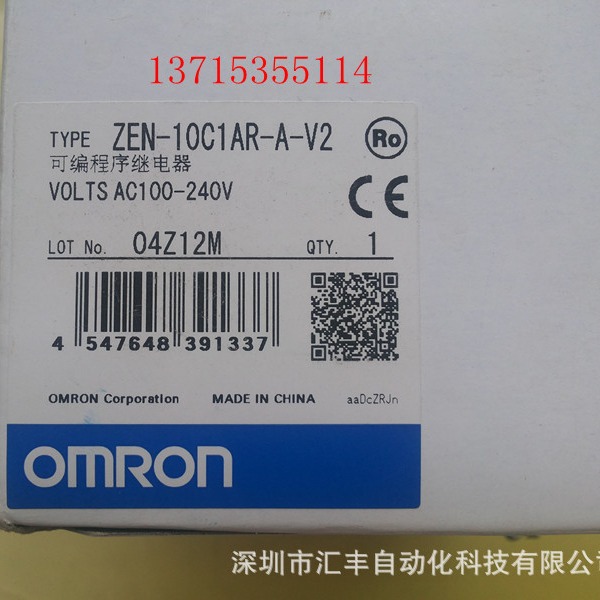 13715355114
TYPE ZEN-10C1AR-A-V2 Ro
可编程序继电器
VOLTS AC100-240V
CE
LOT No. 04Z12M QTY. 1
4 547648 391337
OMRON Corporation MADE IN CHINA aaDcZRJn
OMRON
深圳市汇丰自动化科技有限公